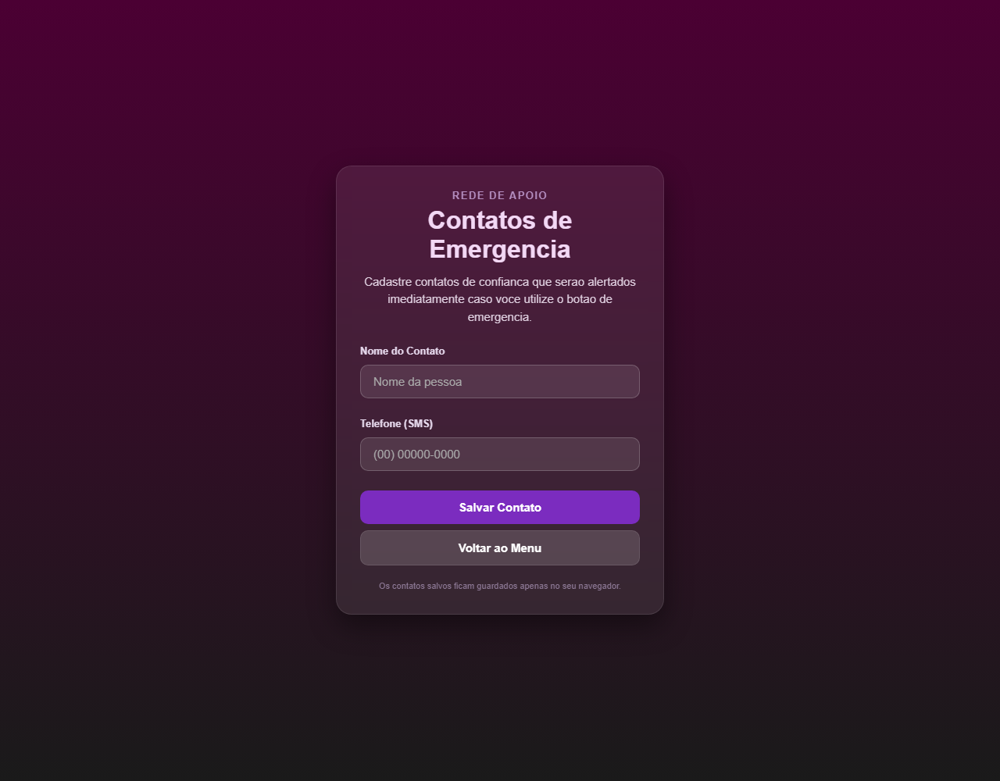 REDE DE APOIO
Contatos de
Emergencia
Cadastre contatos de confianca que serao alertados
imediatamente caso voce utilize o botao de
emergencia.
Nome do Contato
Nome da pessoa
Telefone (SMS)
(00) 00000-0000
Salvar Contato
Voltar ao Menu
Os contatos salvos ficam guardados apenas no seu navegador.